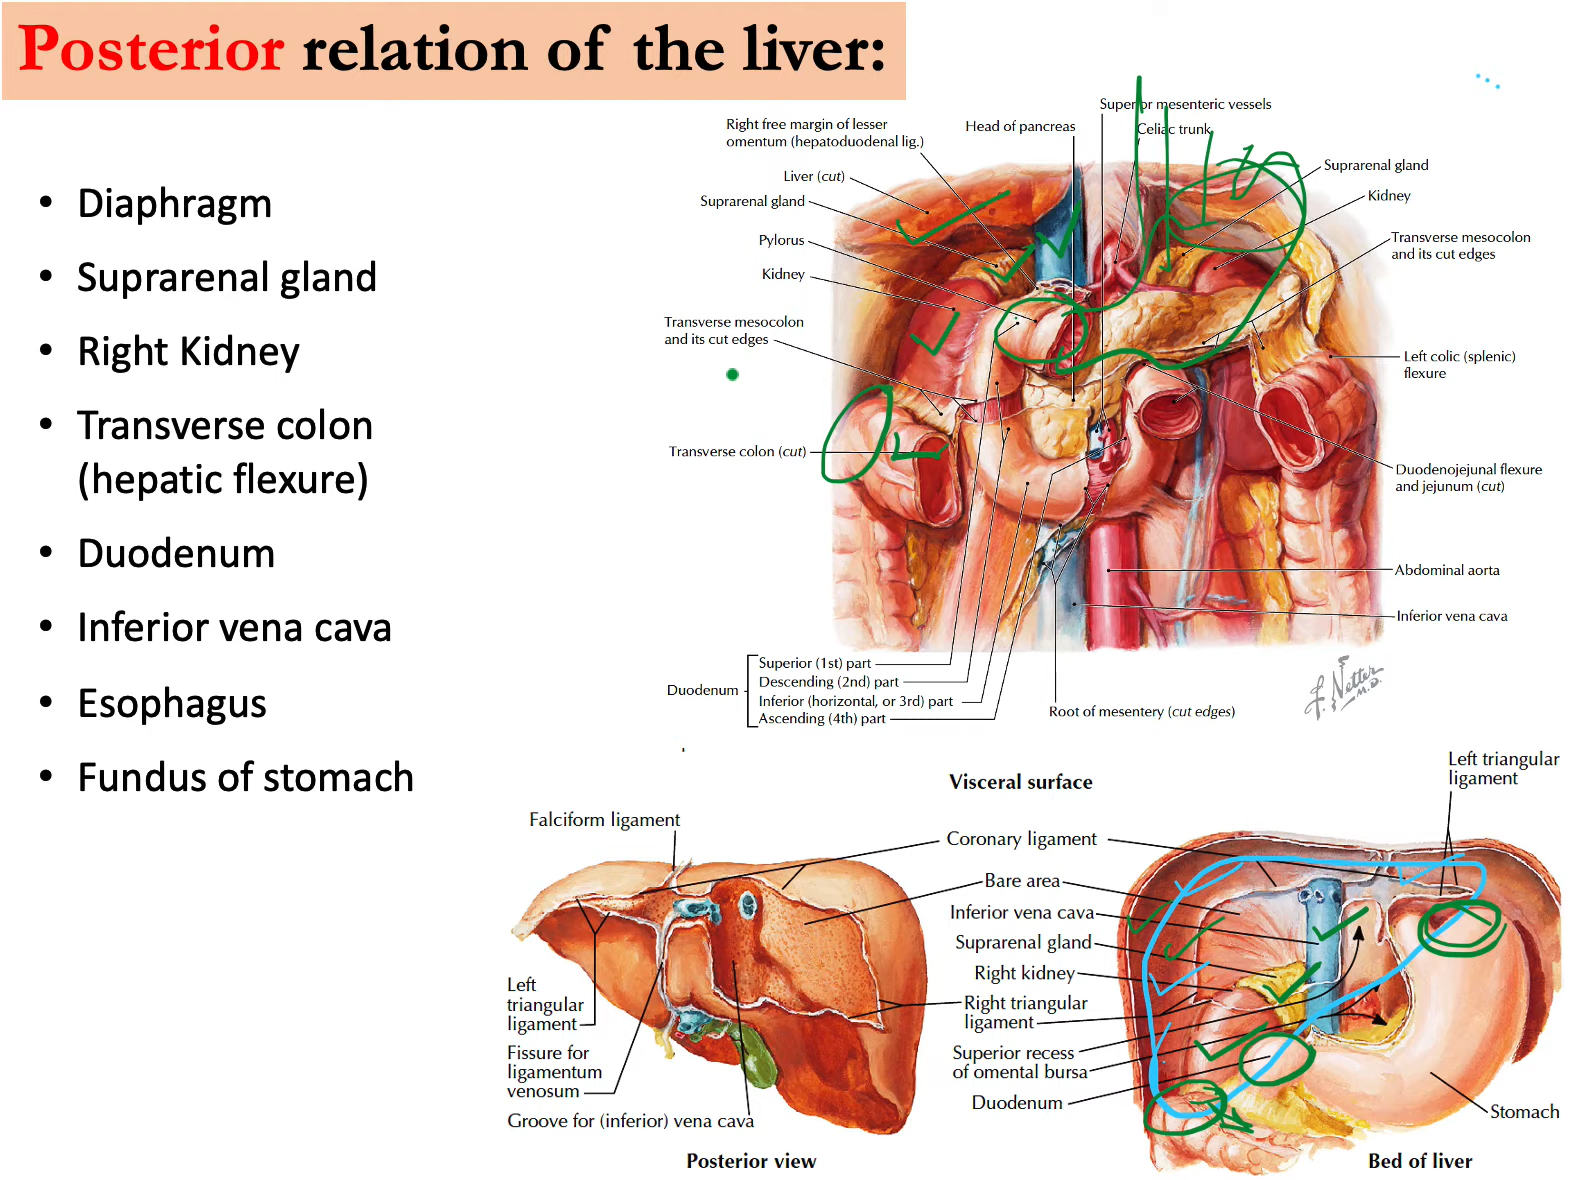 Posterior relation of the liver:
• Diaphragm
• Suprarenal gland
• Right Kidney
• Transverse colon
(hepatic flexure)
• Duodenum
• Inferior vena cava
• Esophagus
• Fundus of stomach
Superior mesenteric vessels
Right free margin of lesser
omentum (hepatoduodenal lig.)
Head of pancreas
Celiac trunk
Liver (cut)
Suprarenal gland
Pylorus
Kidney
Transverse mesocolon
and its cut edges
Transverse colon (cut)
Suprarenal gland
Kidney
Transverse mesocolon
and its cut edges
Left colic (splenic)
flexure
Duodenojejunal flexure
and jejunum (cut)
Abdominal aorta
Inferior vena cava
Duodenum
Superior (1st) part
Descending (2nd) part
Inferior (horizontal, or 3rd) part
Ascending (4th) part
Root of mesentery (cut edges)
F. Netter
M.D.
Visceral surface
Left triangular
ligament
Falciform ligament
Coronary ligament
Bare area
Inferior vena cava
Suprarenal gland
Right kidney
Right triangular
ligament
Superior recess
of omental bursa
Duodenum
Left
triangular
ligament
Fissure for
ligamentum
venosum
Groove for (inferior) vena cava
Stomach
Posterior view
Bed of liver